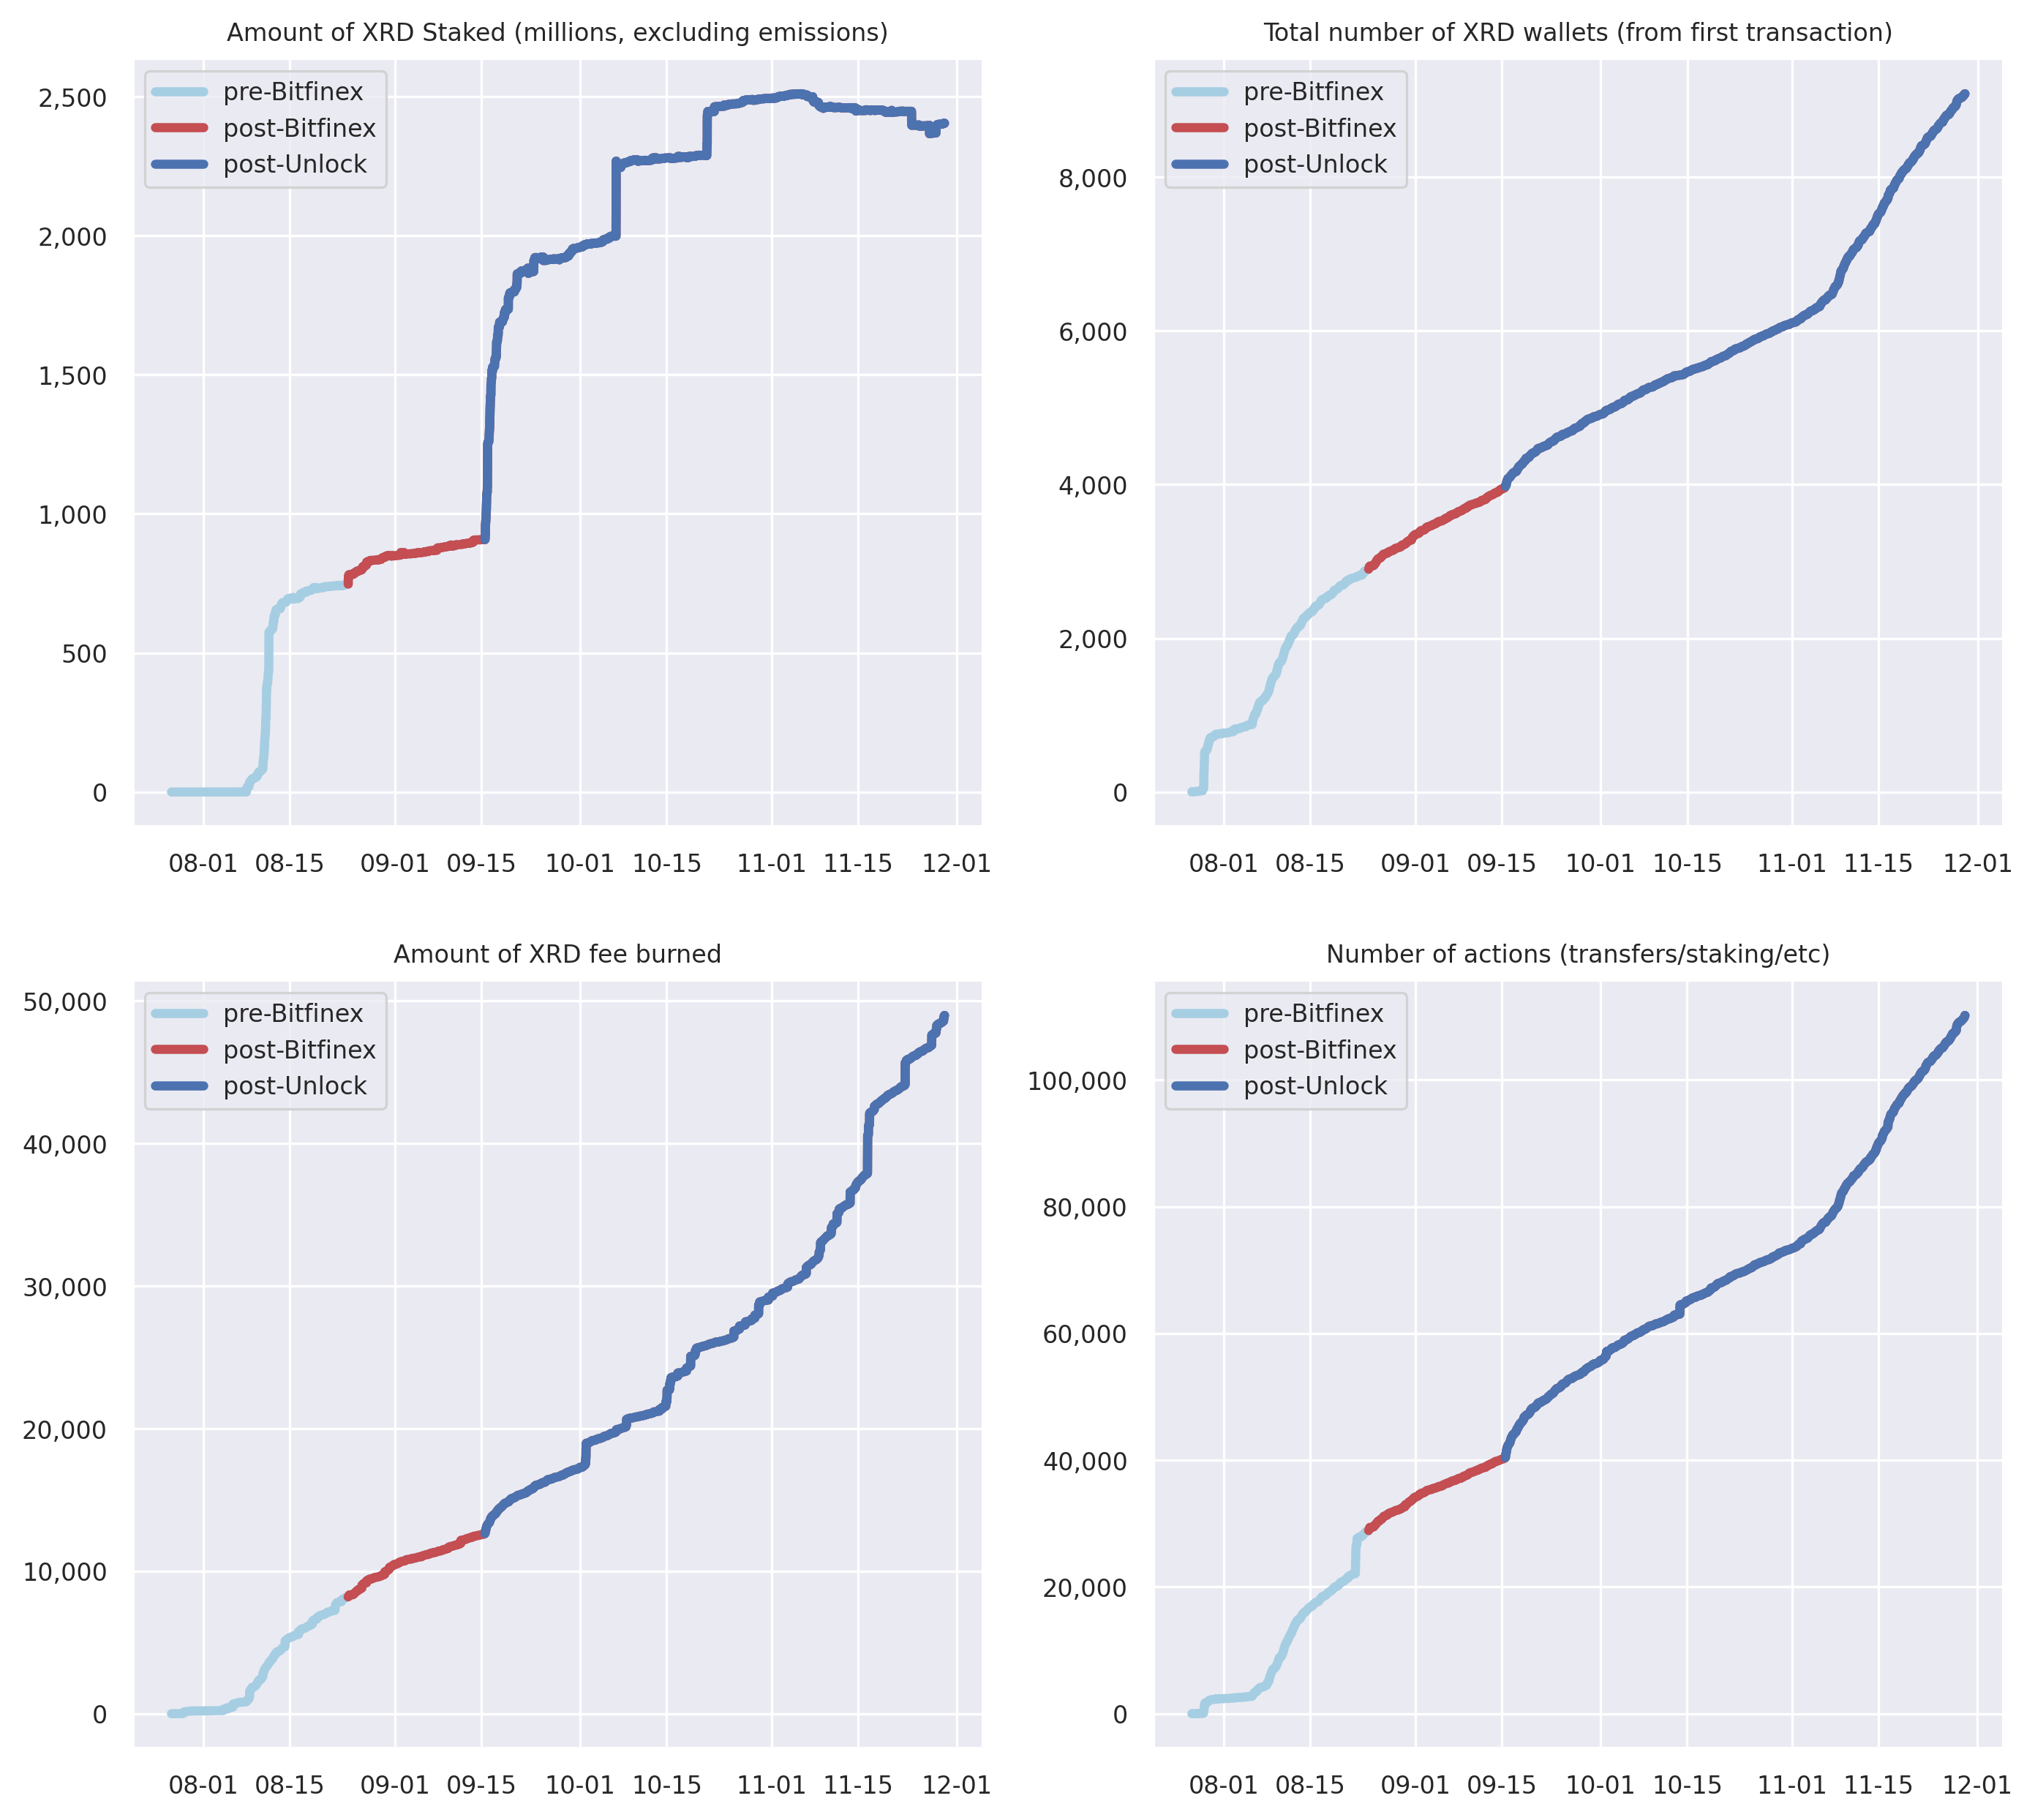 Amount of XRD Staked (millions, excluding emissions)
pre-Bitfinex
post-Bitfinex
post-Unlock
2,500
2,000
1,500
1,000
500
0
08-01 08-15 09-01 09-15 10-01 10-15 11-01 11-15 12-01
Total number of XRD wallets (from first transaction)
pre-Bitfinex
post-Bitfinex
post-Unlock
8,000
6,000
4,000
2,000
0
08-01 08-15 09-01 09-15 10-01 10-15 11-01 11-15 12-01
Amount of XRD fee burned
pre-Bitfinex
post-Bitfinex
post-Unlock
50,000
40,000
30,000
20,000
10,000
0
08-01 08-15 09-01 09-15 10-01 10-15 11-01 11-15 12-01
Number of actions (transfers/staking/etc)
pre-Bitfinex
post-Bitfinex
post-Unlock
100,000
80,000
60,000
40,000
20,000
0
08-01 08-15 09-01 09-15 10-01 10-15 11-01 11-15 12-01